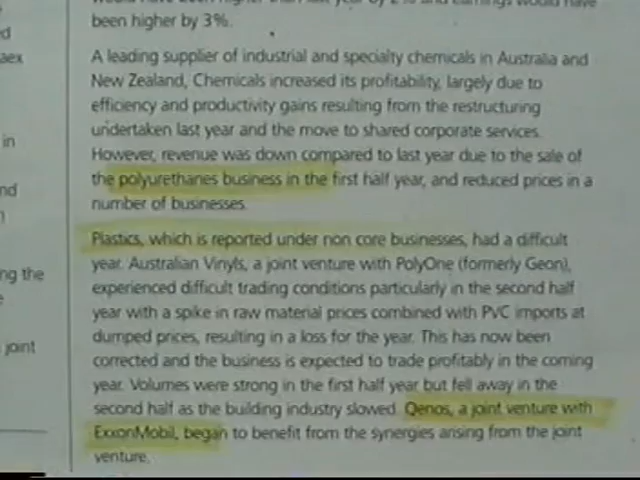 been higher by 3%.
A leading supplier of industrial and specialty chemicals in Australia and
New Zealand, Chemicals increased its profitability, largely due to
efficiency and productivity gains resulting from the restructuring
undertaken last year and the move to shared corporate services.
However, revenue was down compared to last year due to the sale of
the polyurethanes business in the first half year, and reduced prices in a
number of businesses.
Plastics, which is reported under non core businesses, had a difficult
year. Australian Vinyls, a joint venture with PolyOne (formerly Geon),
experienced difficult trading conditions particularly in the second half
year with a spike in raw material prices combined with PVC imports at
dumped prices, resulting in a loss for the year. This has now been
corrected and the business is expected to trade profitably in the coming
year. Volumes were strong in the first half year but fell away in the
second half as the building industry slowed. Qenos, a joint venture with
ExxonMobil, began to benefit from the synergies arising from the joint
venture.
in
the
joint